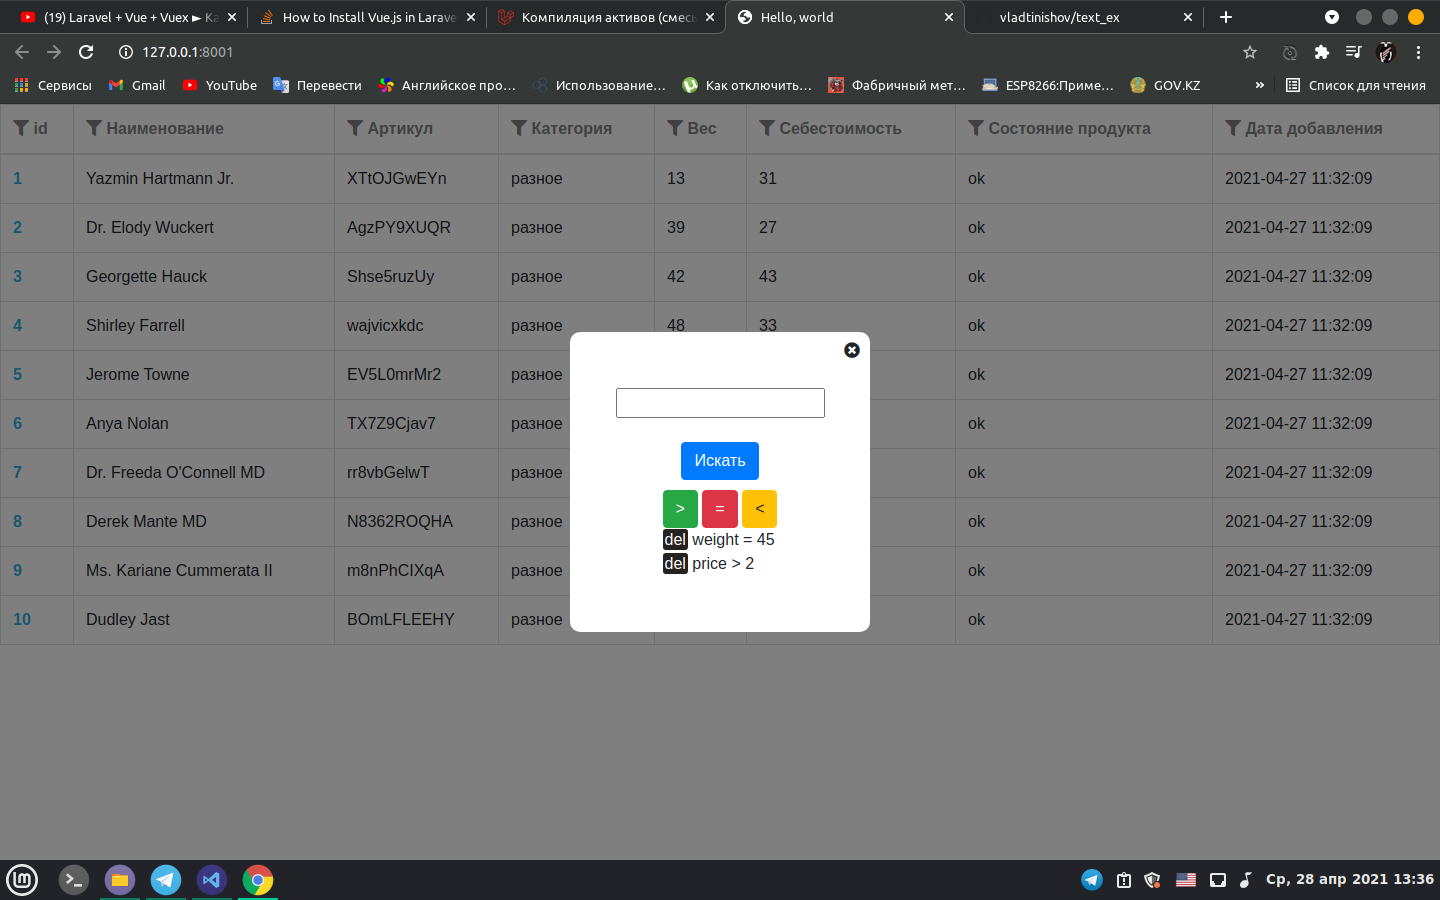 (19) Laravel + Vue + Vuex ► Ka
How to Install Vue.js in Larave
Компиляция активов (смесь
Hello, world
vladtinishov/text_ex
127.0.0.1:8001
Сервисы Gmail YouTube Перевести Английское про… Использование… Как отключить… Фабричный мет… ESP8266:Приме… GOV.KZ » Список для чтения
id Наименование Артикул Категория Вес Себестоимость Состояние продукта Дата добавления
1 Yazmin Hartmann Jr. XTtOJGwEYn разное 13 31 ok 2021-04-27 11:32:09
2 Dr. Elody Wuckert AgzPY9XUQR разное 39 27 ok 2021-04-27 11:32:09
3 Georgette Hauck Shse5ruzUy разное 42 43 ok 2021-04-27 11:32:09
4 Shirley Farrell wajvicxkdc разное 48 33 ok 2021-04-27 11:32:09
5 Jerome Towne EV5L0mrMr2 разное ok 2021-04-27 11:32:09
6 Anya Nolan TX7Z9Cjav7 разное ok 2021-04-27 11:32:09
7 Dr. Freeda O'Connell MD rr8vbGelwT разное ok 2021-04-27 11:32:09
8 Derek Mante MD N8362ROQHA разное ok 2021-04-27 11:32:09
9 Ms. Kariane Cummerata II m8nPhCIXqA разное ok 2021-04-27 11:32:09
10 Dudley Jast BOmLFLEEHY разное ok 2021-04-27 11:32:09
Искать
> = <
del weight = 45
del price > 2
Ср, 28 апр 2021 13:36